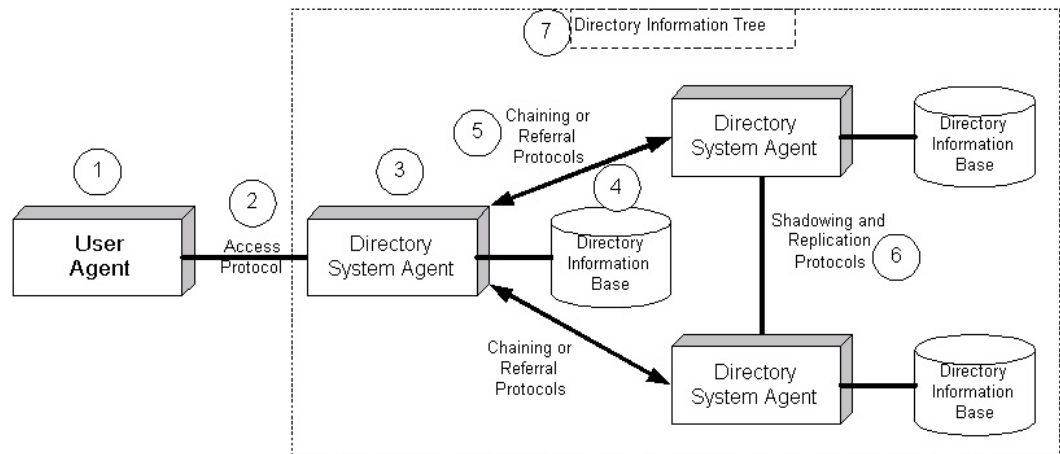 7
Directory Information Tree
1
User
Agent
2
Access
Protocol
3
Directory
System Agent
4
Directory
Information
Base
5
Chaining or
Referral
Protocols
Directory
System Agent
Directory
Information
Base
Shadowing and
Replication
Protocols
6
Chaining or
Referral
Protocols
Directory
System Agent
Directory
Information
Base